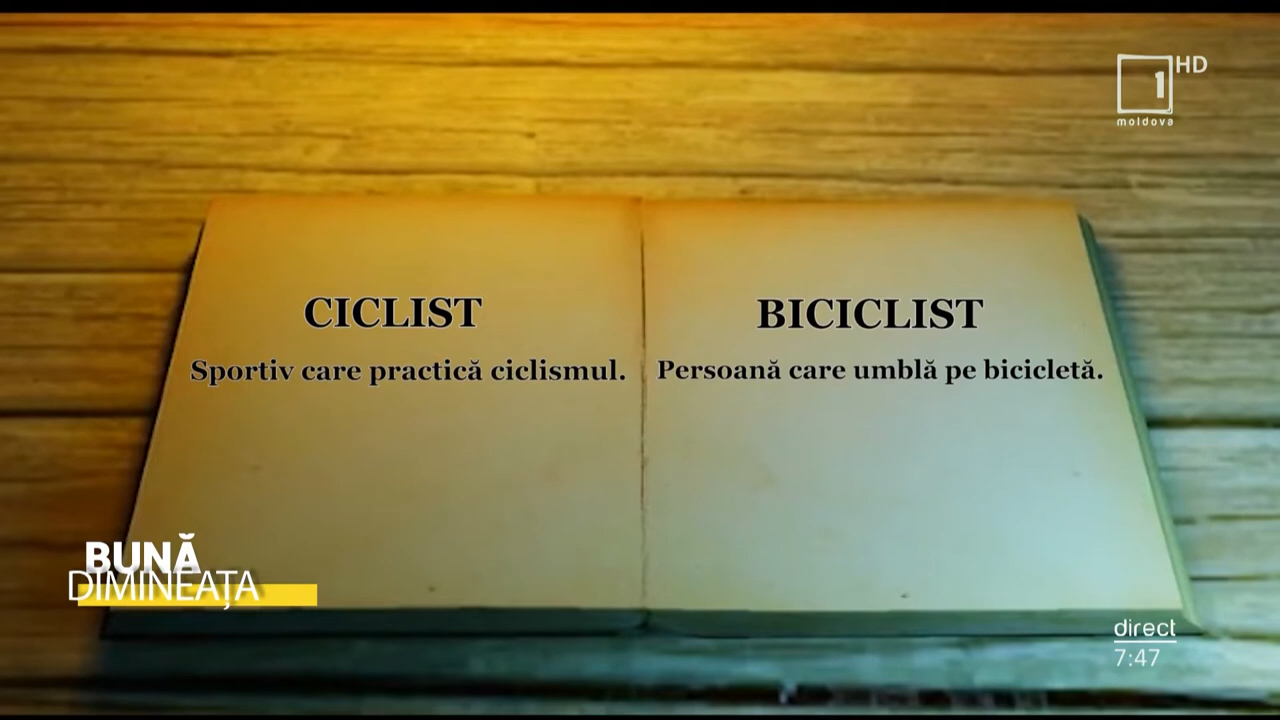 1 HD
moldova
CICLIST
Sportiv care practică ciclismul.
BICICLIST
Persoană care umblă pe bicicletă.
BUNĂ
DIMINEAȚA
direct
7:47